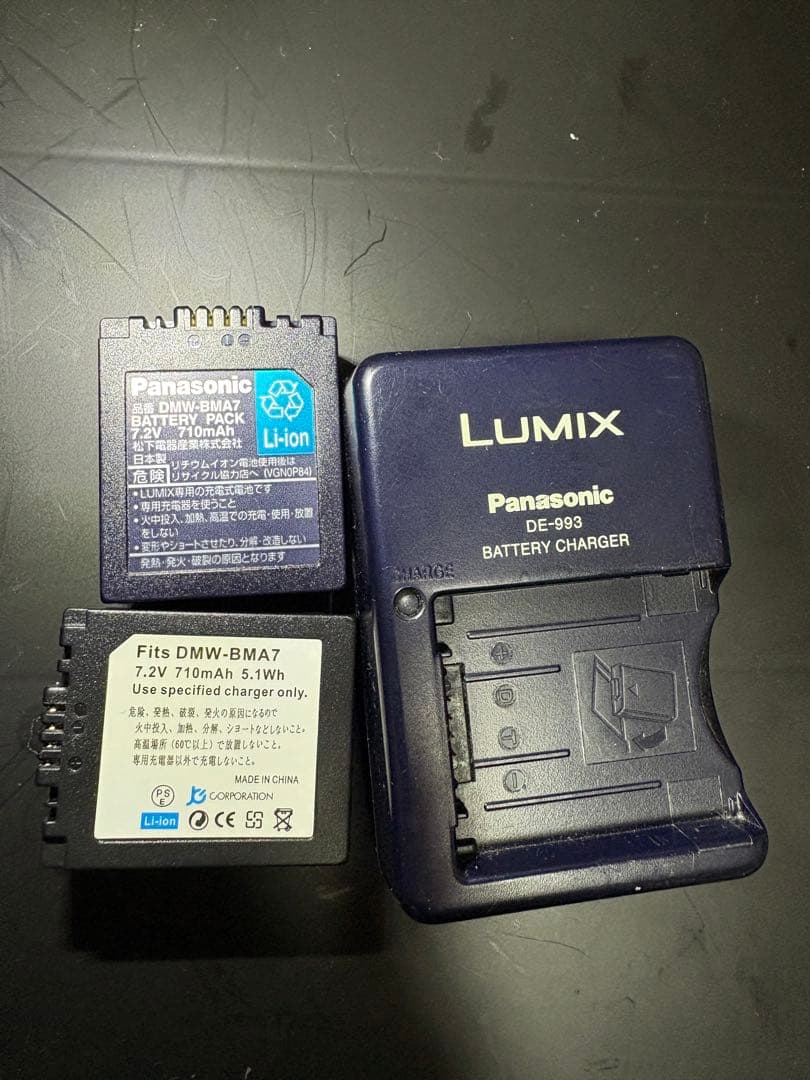 Panasonic
品番 DMW-BMA7
BATTERY PACK
7.2V 710mAh
松下電器産業株式会社
日本製
Li-ion
危険
リチウムイオン電池使用後は
リサイクル協力店へ (VGN0P84)
•LUMIX専用の充電式電池です
•専用充電器を使うこと
•火中投入、加熱、高温での充電・使用・放置
をしない
•変形やショートさせたり、分解・改造しない
発熱・発火・破裂の原因となります
Fits DMW-BMA7
7.2V 710mAh 5.1Wh
Use specified charger only.
危険、発熱、破裂、発火の原因になるので
火中投入、加熱、分解、ショートなどしないこと。
高温場所(60℃以上)で放置しないこと。
専用充電器以外で充電しないこと。
MADE IN CHINA
PSE
CORPORATION
Li-ion
CE
LUMIX
Panasonic
DE-993
BATTERY CHARGER
CHARGE
+
D
T
−